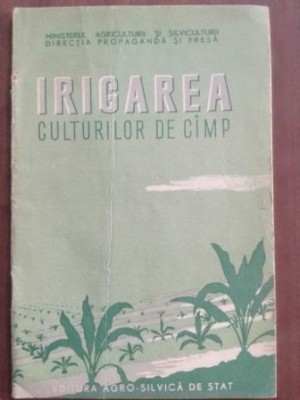 MINISTERUL AGRICULTURII ȘI SILVICULTURII
DIRECȚIA PROPAGANDĂ ȘI PRESĂ
IRIGAREA
CULTURILOR DE CÎMP
EDITURA AGRO-SILVICĂ DE STAT